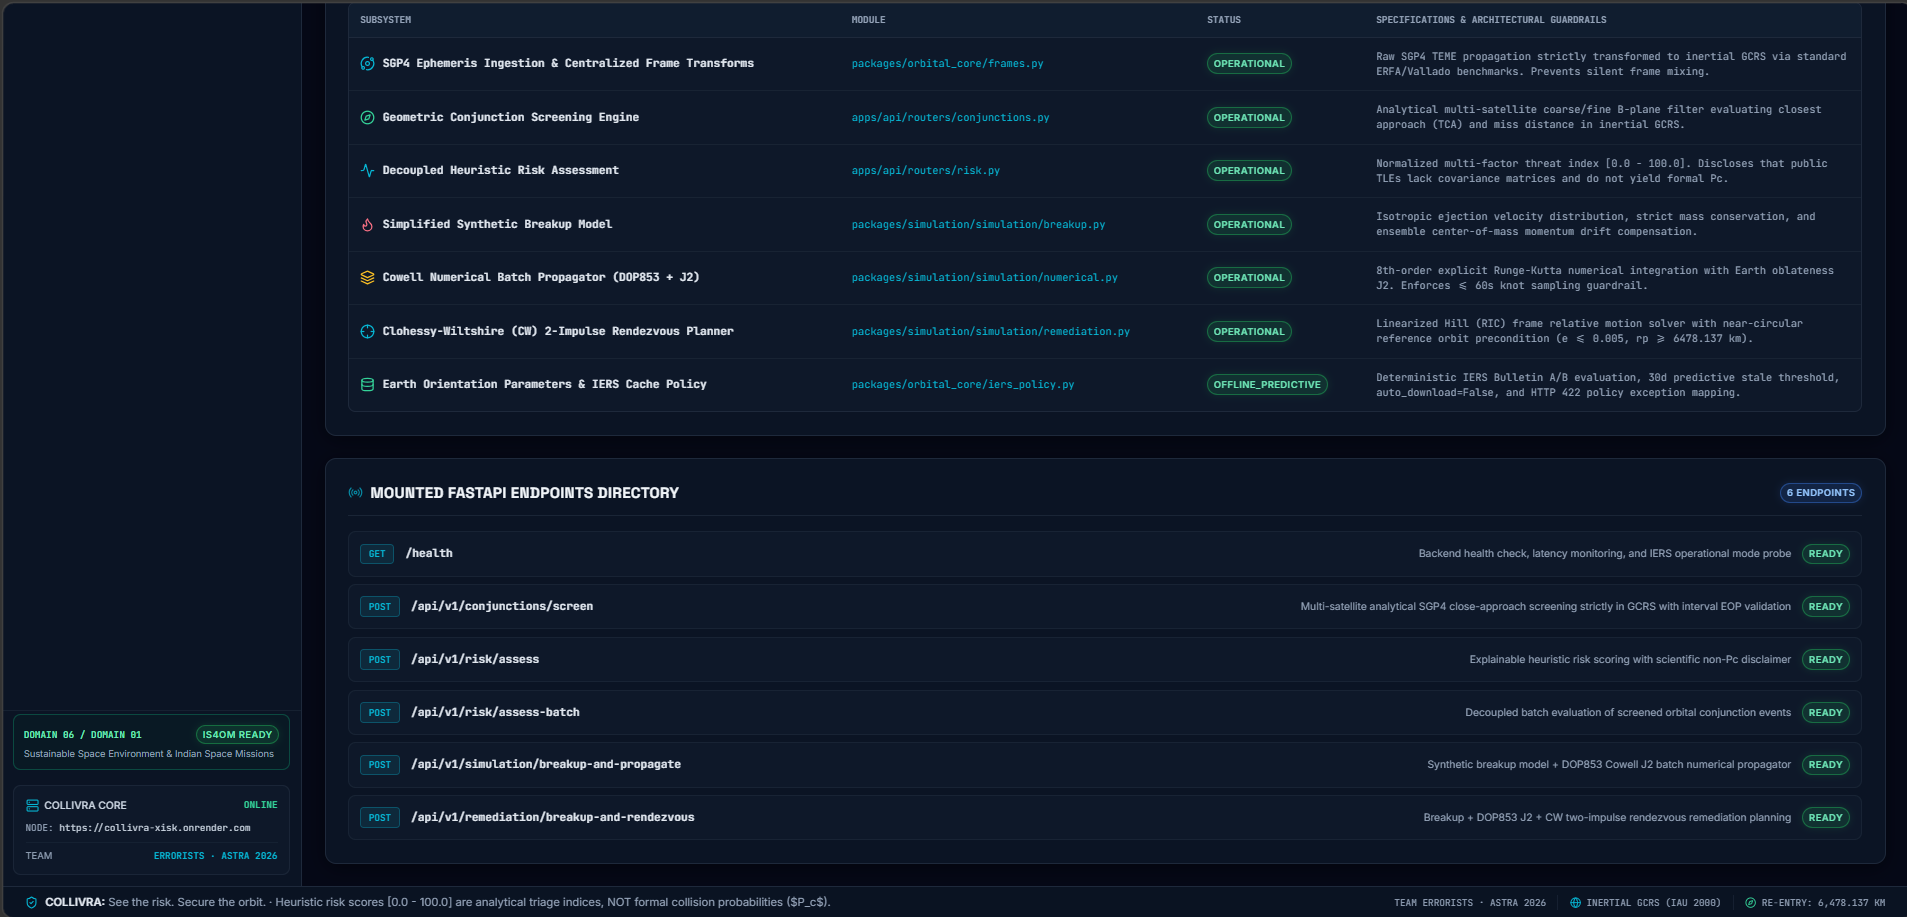 SUBSYSTEM MODULE STATUS SPECIFICATIONS & ARCHITECTURAL GUARDRAILS
SGP4 Ephemeris Ingestion & Centralized Frame Transforms packages/orbital_core/frames.py OPERATIONAL Raw SGP4 TEME propagation strictly transformed to inertial GCRS via standard
ERFA/Vallado benchmarks. Prevents silent frame mixing.
Geometric Conjunction Screening Engine apps/api/routers/conjunctions.py OPERATIONAL Analytical multi-satellite coarse/fine B-plane filter evaluating closest
approach (TCA) and miss distance in inertial GCRS.
Decoupled Heuristic Risk Assessment apps/api/routers/risk.py OPERATIONAL Normalized multi-factor threat index [0.0 - 100.0]. Discloses that public
TLEs lack covariance matrices and do not yield formal Pc.
Simplified Synthetic Breakup Model packages/simulation/simulation/breakup.py OPERATIONAL Isotropic ejection velocity distribution, strict mass conservation, and
ensemble center-of-mass momentum drift compensation.
Cowell Numerical Batch Propagator (DOP853 + J2) packages/simulation/simulation/numerical.py OPERATIONAL 8th-order explicit Runge-Kutta numerical integration with Earth oblateness
J2. Enforces ≤ 60s knot sampling guardrail.
Clohessy-Wiltshire (CW) 2-Impulse Rendezvous Planner packages/simulation/simulation/remediation.py OPERATIONAL Linearized Hill (RIC) frame relative motion solver with near-circular
reference orbit precondition (e ≤ 0.005, rp ≥ 6478.137 km).
Earth Orientation Parameters & IERS Cache Policy packages/orbital_core/iers_policy.py OFFLINE_PREDICTIVE Deterministic IERS Bulletin A/B evaluation, 30d predictive stale threshold,
auto_download=False, and HTTP 422 policy exception mapping.
MOUNTED FASTAPI ENDPOINTS DIRECTORY 6 ENDPOINTS
GET /health Backend health check, latency monitoring, and IERS operational mode probe READY
POST /api/v1/conjunctions/screen Multi-satellite analytical SGP4 close-approach screening strictly in GCRS with interval EOP validation READY
POST /api/v1/risk/assess Explainable heuristic risk scoring with scientific non-Pc disclaimer READY
POST /api/v1/risk/assess-batch Decoupled batch evaluation of screened orbital conjunction events READY
POST /api/v1/simulation/breakup-and-propagate Synthetic breakup model + DOP853 Cowell J2 batch numerical propagator READY
POST /api/v1/remediation/breakup-and-rendezvous Breakup + DOP853 J2 + CW two-impulse rendezvous remediation planning READY
DOMAIN 06 / DOMAIN 01 IS4OM READY
Sustainable Space Environment & Indian Space Missions
COLLIVRA CORE ONLINE
NODE: https://collivra-xisk.onrender.com
TEAM ERRORISTS · ASTRA 2026
COLLIVRA: See the risk. Secure the orbit. · Heuristic risk scores [0.0 - 100.0] are analytical triage indices, NOT formal collision probabilities ($P_c$). TEAM ERRORISTS · ASTRA 2026 INERTIAL GCRS (IAU 2000) RE-ENTRY: 6,478.137 KM